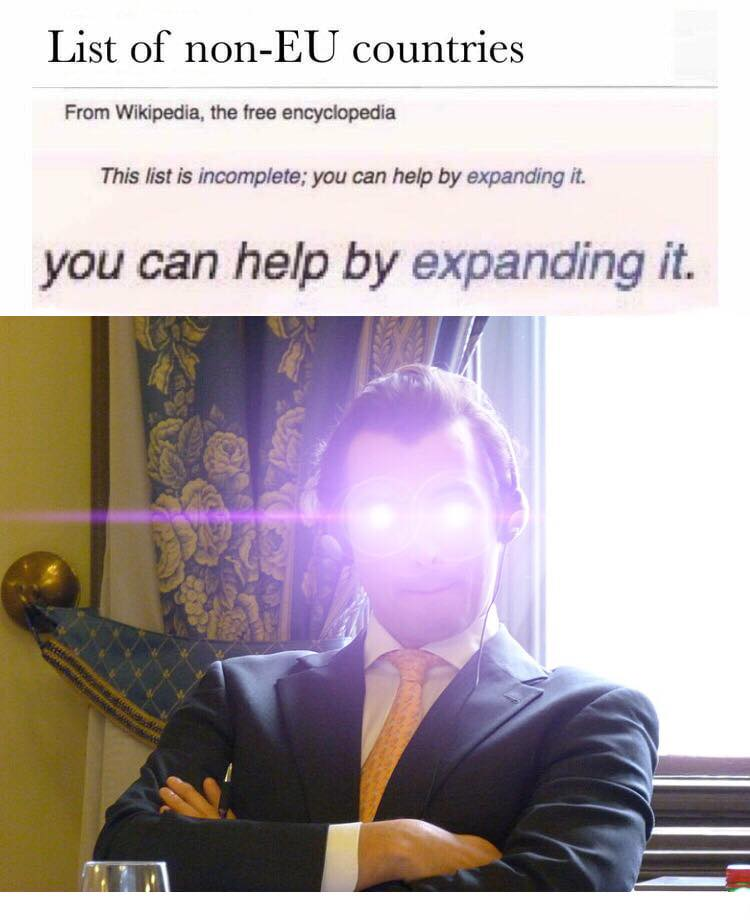 List of non-EU countries
From Wikipedia, the free encyclopedia
This list is incomplete; you can help by expanding it.
you can help by expanding it.